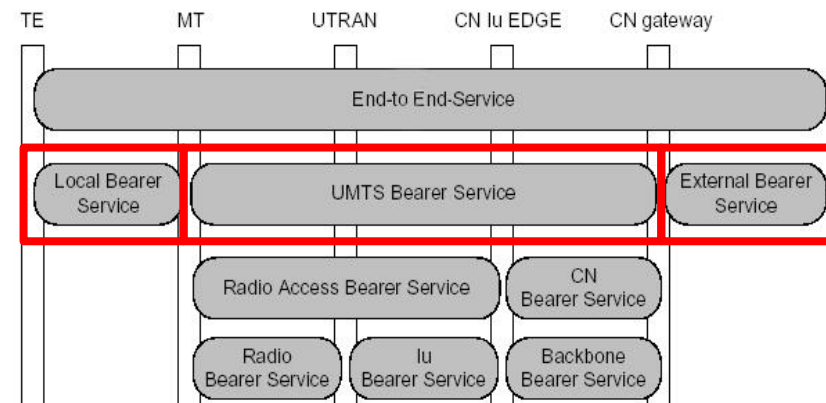 TE MT UTRAN CN Iu EDGE CN gateway
End-to End-Service
Local Bearer
Service
UMTS Bearer Service
External Bearer
Service
Radio Access Bearer Service
CN
Bearer Service
Radio
Bearer Service
Iu
Bearer Service
Backbone
Bearer Service